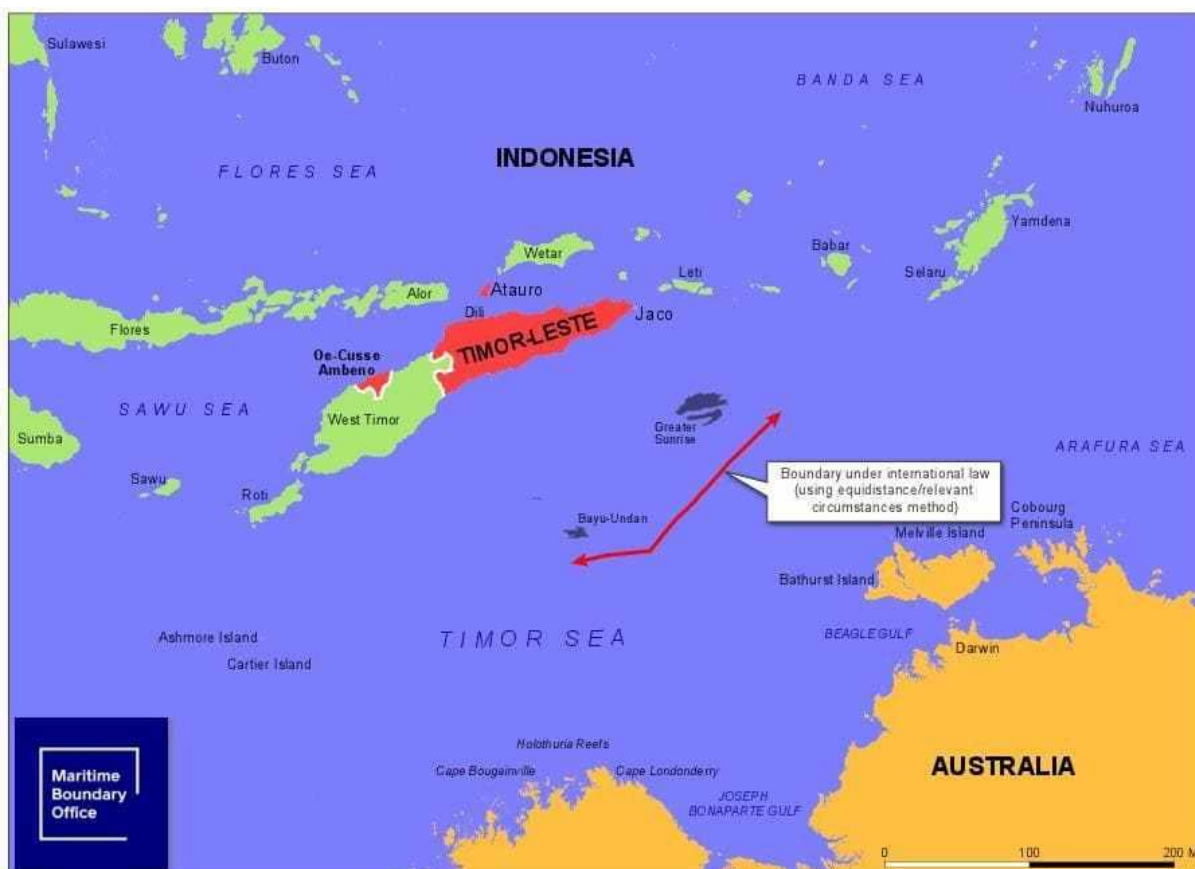 Sulawesi
Buton
BANDA SEA
Nuhuroa
FLORES SEA
INDONESIA
Yamdena
Wetar
Babar
Selaru
Leti
Alor
Atauro
Dili
Jaco
Flores
TIMOR-LESTE
Oe-Cusse
Ambeno
SAWU SEA
West Timor
Sumba
Greater
Sunrise
ARAFURA SEA
Boundary under international law
(using equidistance/relevant
circumstances method)
Sawu
Roti
Bayu-Undan
Cobourg
Peninsula
Melville Island
Bathurst Island
Ashmore Island
Cartier Island
TIMOR SEA
BEAGLE GULF
Darwin
Holothuria Reefs
Cape Bougainville
Cape Londonderry
JOSEPH
BONAPARTE GULF
AUSTRALIA
Maritime
Boundary
Office
0 100 200 M